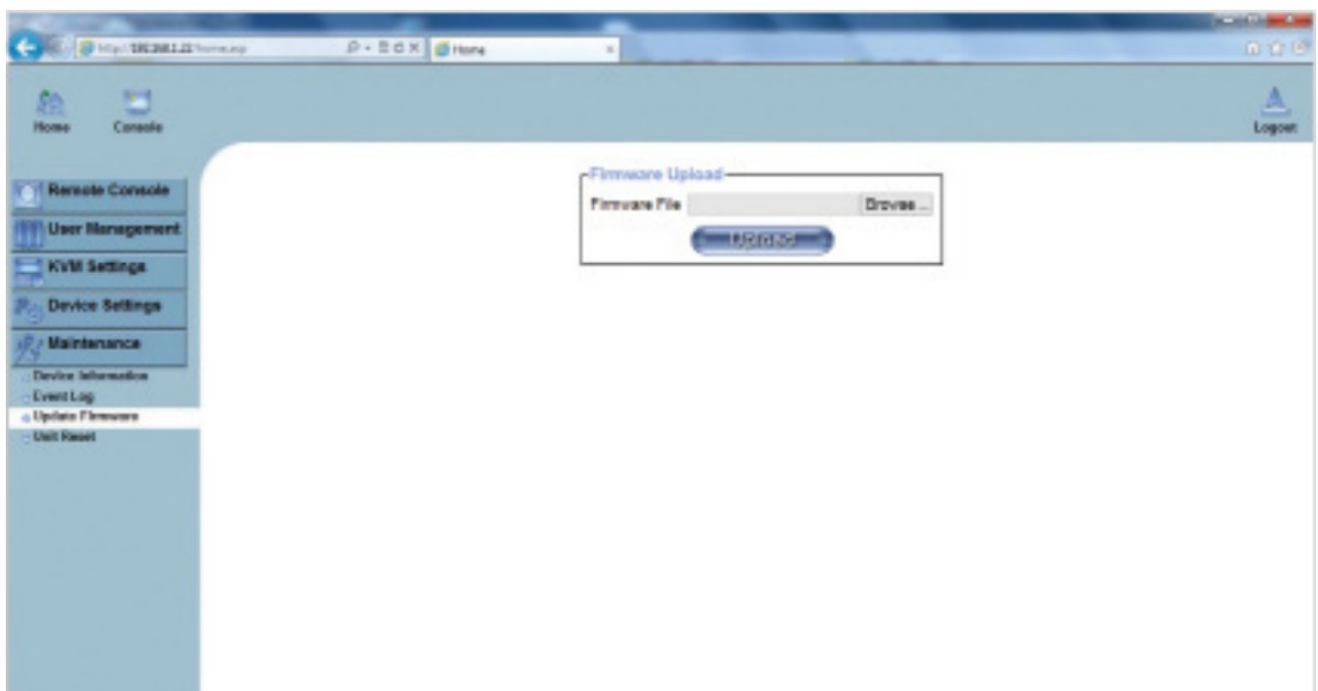 Home
Home
Console
Logout
Remote Console
User Management
KVM Settings
Device Settings
Maintenance
Device Information
Event Log
Update Firmware
Unit Reset
Firmware Upload
Firmware File
Browse...
Upload